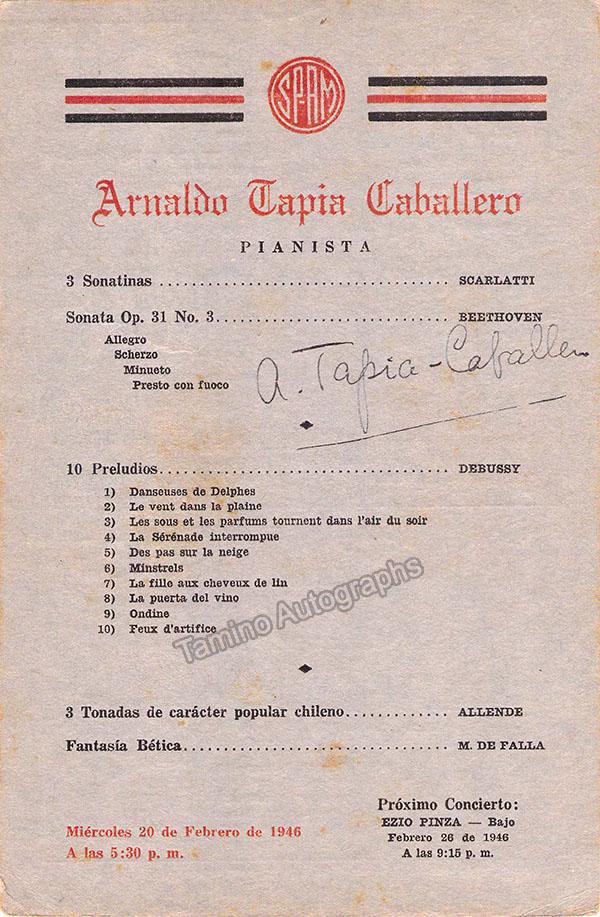 SPAM
Arnaldo Tapia Caballero
PIANISTA
3 Sonatinas ................................... SCARLATTI
Sonata Op. 31 No. 3............................ BEETHOVEN
Allegro
Scherzo
Minueto
Presto con fuoco
A. Tapia-Caballero
10 Preludios................................... DEBUSSY
1) Danseuses de Delphes
2) Le vent dans la plaine
3) Les sous et les parfums tournent dans l'air du soir
4) La Sérénade interrompue
5) Des pas sur la neige
6) Minstrels
7) La fille aux cheveux de lin
8) La puerta del vino
9) Ondine
10) Feux d'artifice
Tamino Autographs
3 Tonadas de carácter popular chileno............ ALLENDE
Fantasía Bética................................ M. DE FALLA
Miércoles 20 de Febrero de 1946
A las 5:30 p. m.
Próximo Concierto:
EZIO PINZA — Bajo
Febrero 26 de 1946
A las 9:15 p. m.